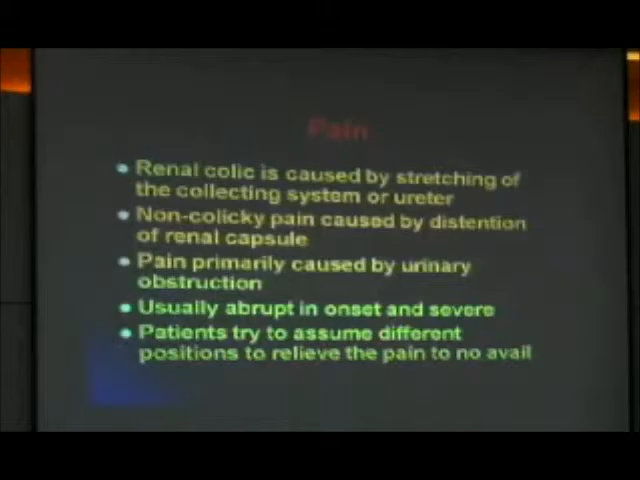 Pain
• Renal colic is caused by stretching of
the collecting system or ureter
• Non-colicky pain caused by distention
of renal capsule
• Pain primarily caused by urinary
obstruction
• Usually abrupt in onset and severe
• Patients try to assume different
positions to relieve the pain to no avail